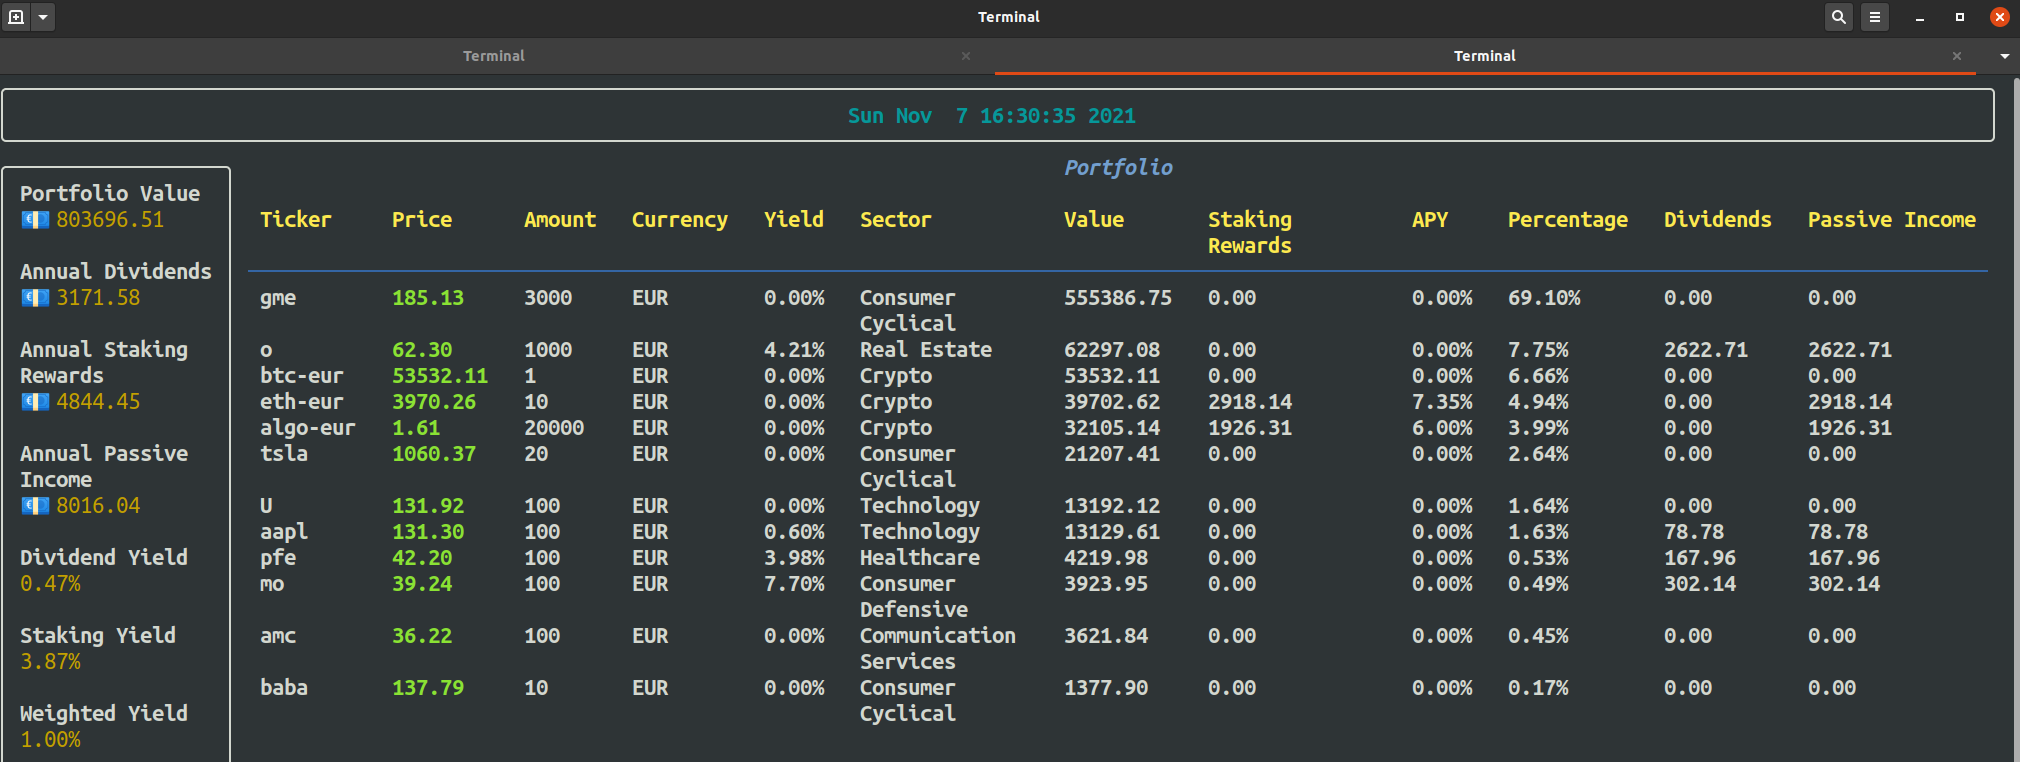 Terminal
Terminal Terminal
Sun Nov  7 16:30:35 2021
Portfolio Value
803696.51
Annual Dividends
3171.58
Annual Staking
Rewards
4844.45
Annual Passive
Income
8016.04
Dividend Yield
0.47%
Staking Yield
3.87%
Weighted Yield
1.00%
Portfolio
Ticker Price Amount Currency Yield Sector Value Staking APY Percentage Dividends Passive Income
Rewards
gme 185.13 3000 EUR 0.00% Consumer 555386.75 0.00 0.00% 69.10% 0.00 0.00
Cyclical
o 62.30 1000 EUR 4.21% Real Estate 62297.08 0.00 0.00% 7.75% 2622.71 2622.71
btc-eur 53532.11 1 EUR 0.00% Crypto 53532.11 0.00 0.00% 6.66% 0.00 0.00
eth-eur 3970.26 10 EUR 0.00% Crypto 39702.62 2918.14 7.35% 4.94% 0.00 2918.14
algo-eur 1.61 20000 EUR 0.00% Crypto 32105.14 1926.31 6.00% 3.99% 0.00 1926.31
tsla 1060.37 20 EUR 0.00% Consumer 21207.41 0.00 0.00% 2.64% 0.00 0.00
Cyclical
U 131.92 100 EUR 0.00% Technology 13192.12 0.00 0.00% 1.64% 0.00 0.00
aapl 131.30 100 EUR 0.60% Technology 13129.61 0.00 0.00% 1.63% 78.78 78.78
pfe 42.20 100 EUR 3.98% Healthcare 4219.98 0.00 0.00% 0.53% 167.96 167.96
mo 39.24 100 EUR 7.70% Consumer 3923.95 0.00 0.00% 0.49% 302.14 302.14
Defensive
amc 36.22 100 EUR 0.00% Communication 3621.84 0.00 0.00% 0.45% 0.00 0.00
Services
baba 137.79 10 EUR 0.00% Consumer 1377.90 0.00 0.00% 0.17% 0.00 0.00
Cyclical